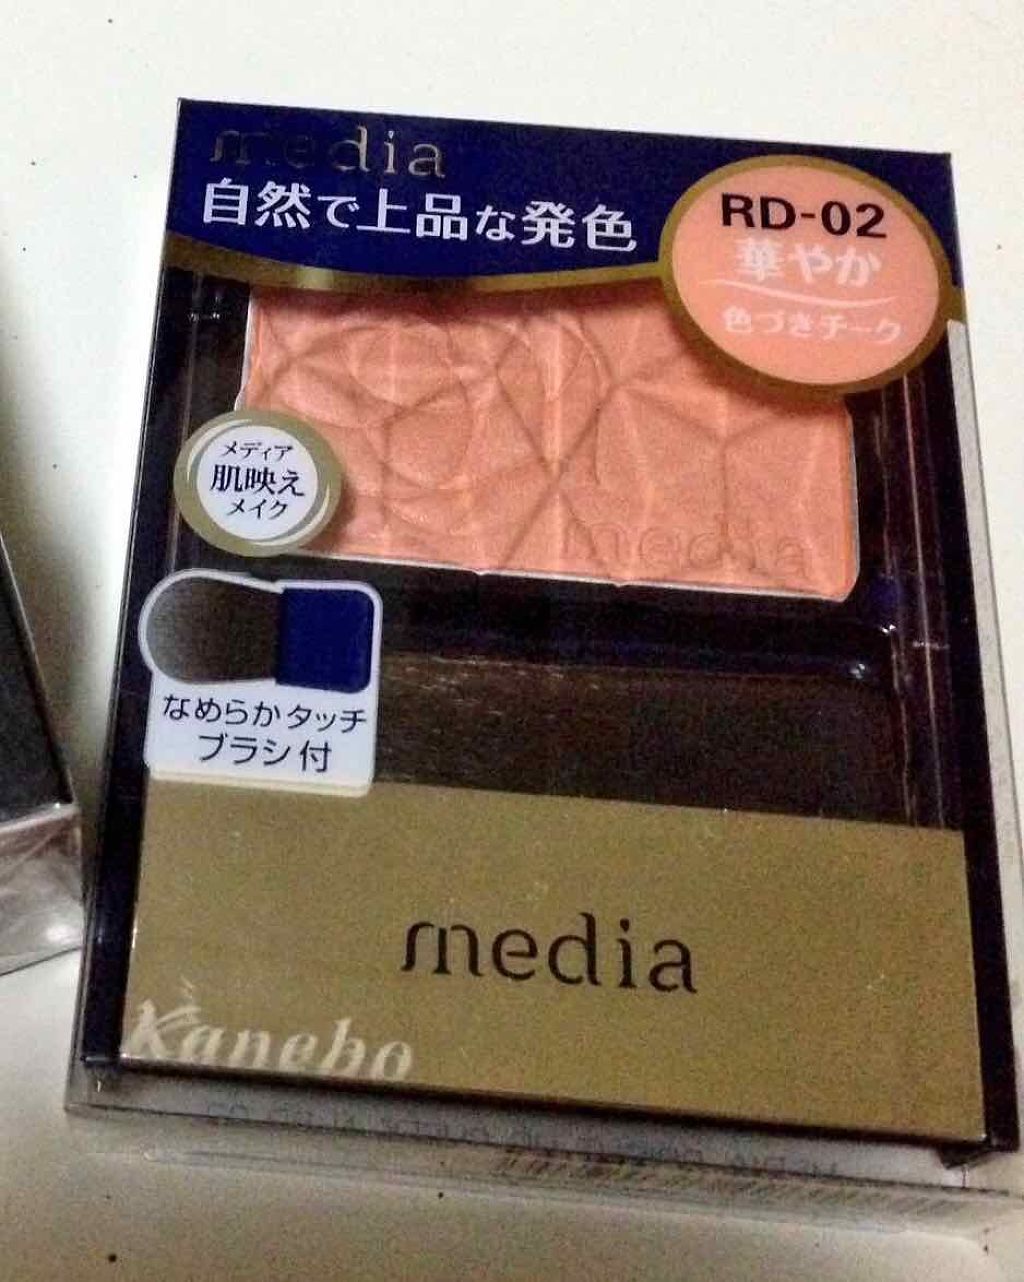 media
自然で上品な発色
RD-02
華やか
色づきチーク
メディア
肌映え
メイク
media
なめらかタッチ
ブラシ付
media
Kanebo